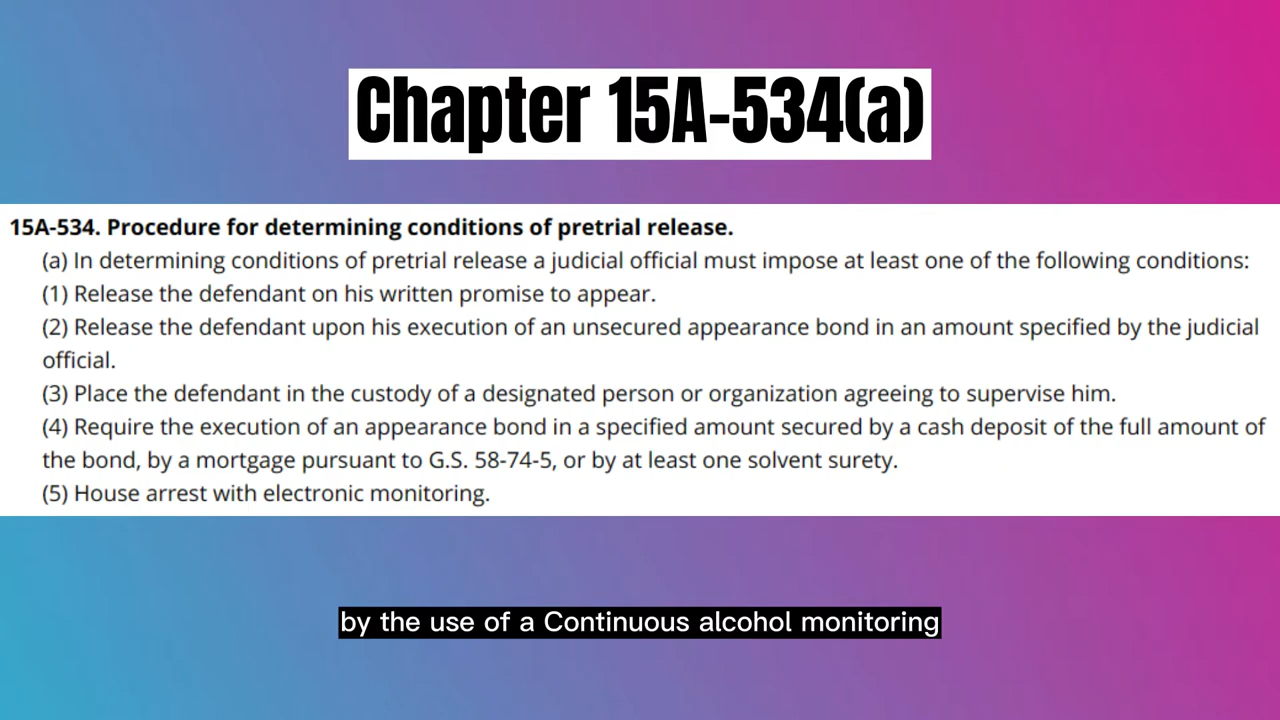 Chapter 15A-534(a)
15A-534. Procedure for determining conditions of pretrial release.
(a) In determining conditions of pretrial release a judicial official must impose at least one of the following conditions:
(1) Release the defendant on his written promise to appear.
(2) Release the defendant upon his execution of an unsecured appearance bond in an amount specified by the judicial
official.
(3) Place the defendant in the custody of a designated person or organization agreeing to supervise him.
(4) Require the execution of an appearance bond in a specified amount secured by a cash deposit of the full amount of
the bond, by a mortgage pursuant to G.S. 58-74-5, or by at least one solvent surety.
(5) House arrest with electronic monitoring.
by the use of a Continuous alcohol monitoring